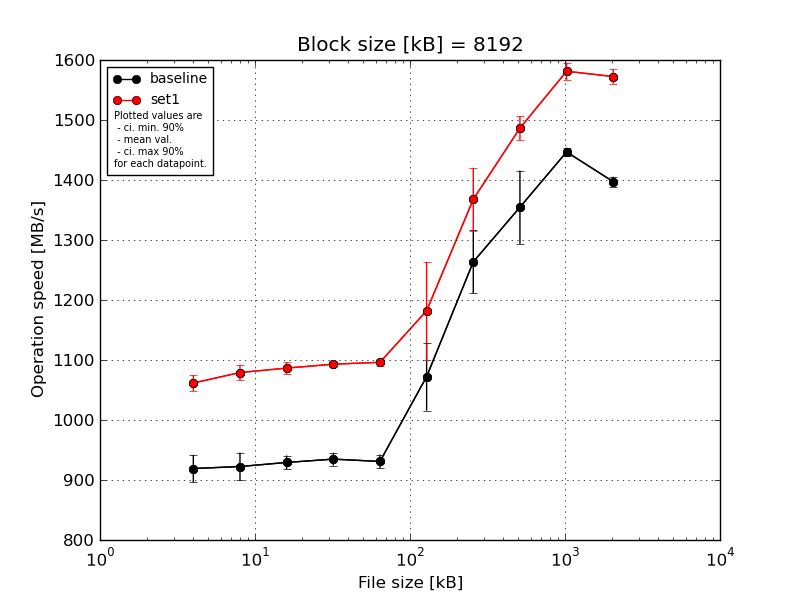 Block size [kB] = 8192
1600
1500
1400
1300
1200
1100
1000
900
800
Operation speed [MB/s]
baseline
set1
Plotted values are
- ci. min. 90%
- mean val.
- ci. max 90%
for each datapoint.
10⁰ 10¹ 10² 10³ 10⁴
File size [kB]